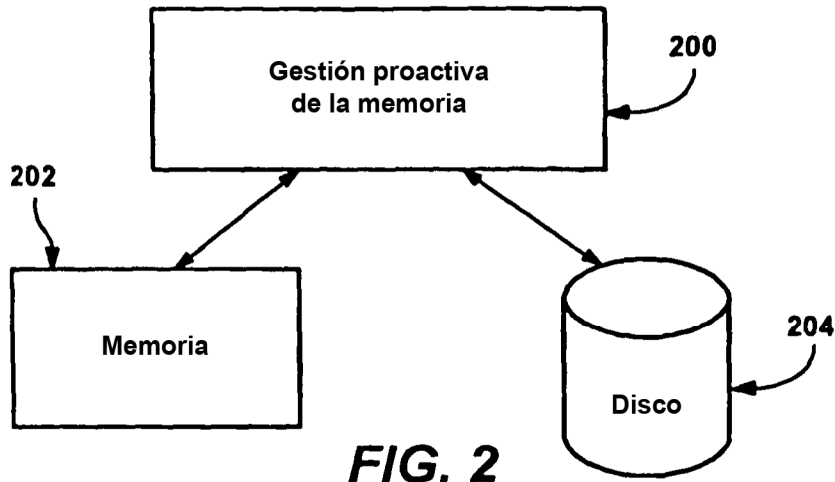 Gestión proactiva
de la memoria
200
202
Memoria
204
Disco
FIG. 2